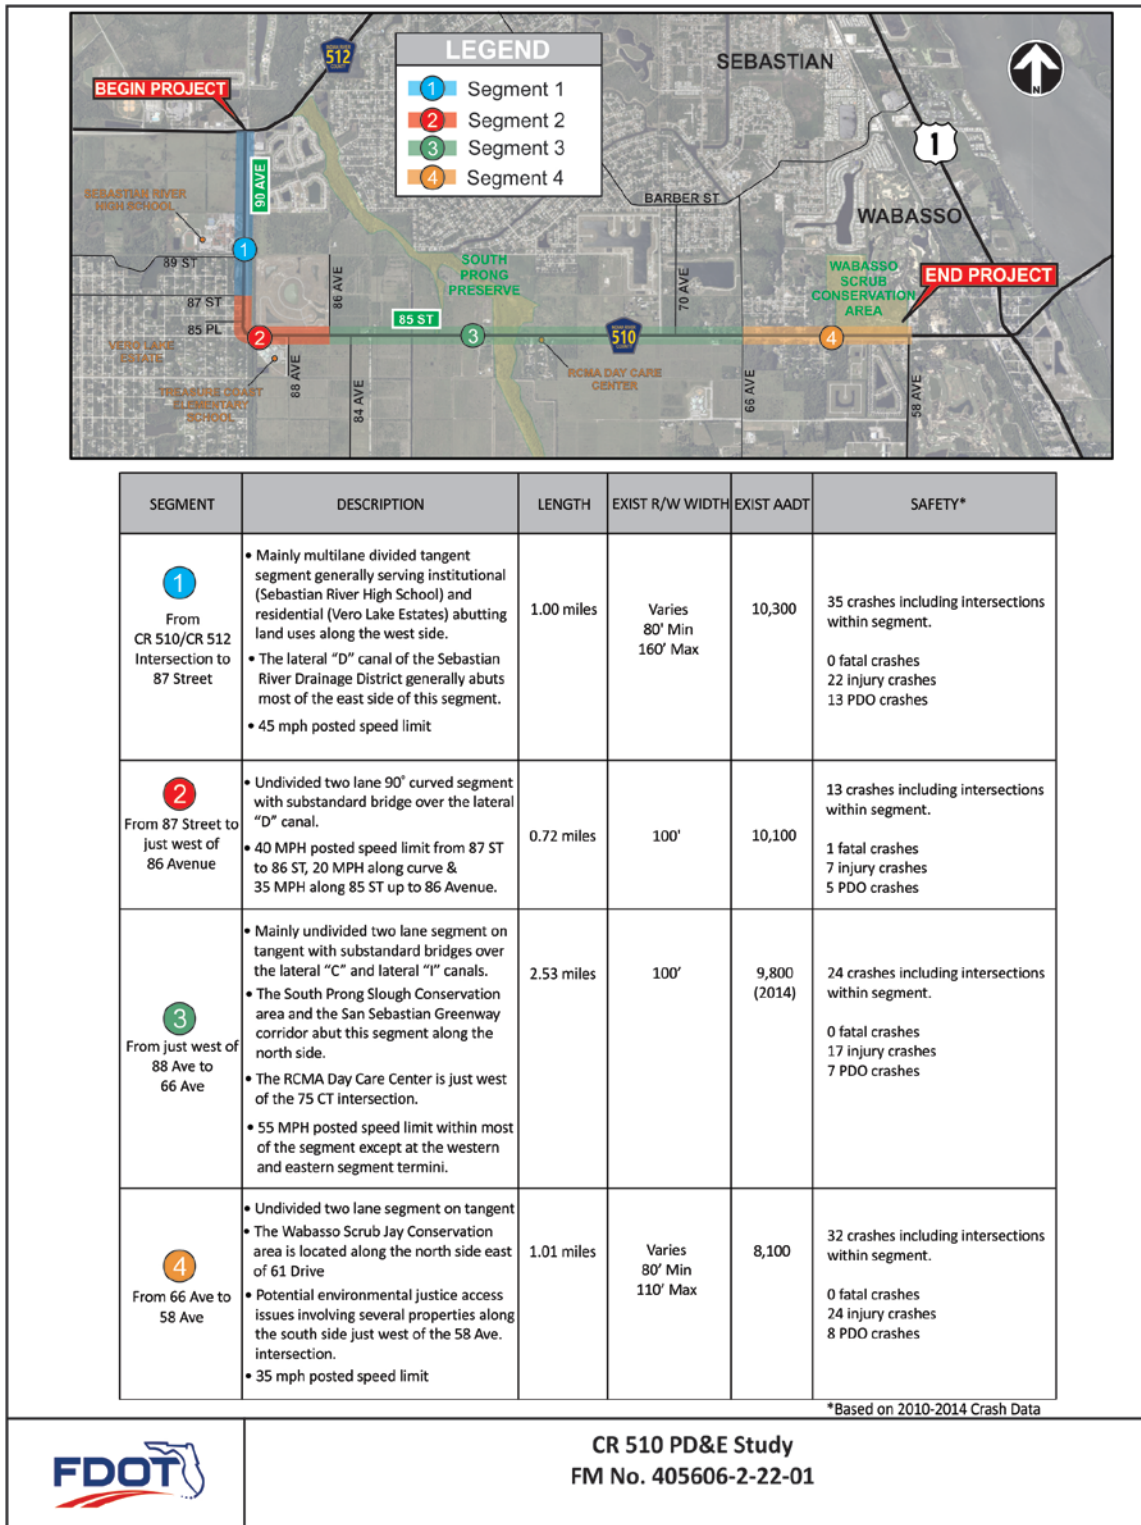 LEGEND
1 Segment 1
2 Segment 2
3 Segment 3
4 Segment 4
INDIAN RIVER
512
COUNTY
SEBASTIAN
N
BEGIN PROJECT
1
90 AVE
SEBASTIAN RIVER
HIGH SCHOOL
BARBER ST
WABASSO
1
89 ST
SOUTH
PRONG
PRESERVE
86 AVE
70 AVE
WABASSO
SCRUB
CONSERVATION
AREA
END PROJECT
87 ST
85 PL
85 ST
INDIAN RIVER
510
COUNTY
2
3
4
VERO LAKE
ESTATE
TREASURE COAST
ELEMENTARY
SCHOOL
88 AVE
84 AVE
RCMA DAY CARE
CENTER
66 AVE
58 AVE
SEGMENT DESCRIPTION LENGTH EXIST R/W WIDTH EXIST AADT SAFETY*
1
From
CR 510/CR 512
Intersection to
87 Street
• Mainly multilane divided tangent
segment generally serving institutional
(Sebastian River High School) and
residential (Vero Lake Estates) abutting
land uses along the west side.
• The lateral “D” canal of the Sebastian
River Drainage District generally abuts
most of the east side of this segment.
• 45 mph posted speed limit
1.00 miles
Varies
80' Min
160' Max
10,300
35 crashes including intersections
within segment.
0 fatal crashes
22 injury crashes
13 PDO crashes
2
From 87 Street to
just west of
86 Avenue
• Undivided two lane 90° curved segment
with substandard bridge over the lateral
“D” canal.
• 40 MPH posted speed limit from 87 ST
to 86 ST, 20 MPH along curve &
35 MPH along 85 ST up to 86 Avenue.
0.72 miles
100'
10,100
13 crashes including intersections
within segment.
1 fatal crashes
7 injury crashes
5 PDO crashes
3
From just west of
88 Ave to
66 Ave
• Mainly undivided two lane segment on
tangent with substandard bridges over
the lateral “C” and lateral “I” canals.
• The South Prong Slough Conservation
area and the San Sebastian Greenway
corridor abut this segment along the
north side.
• The RCMA Day Care Center is just west
of the 75 CT intersection.
• 55 MPH posted speed limit within most
of the segment except at the western
and eastern segment termini.
2.53 miles
100'
9,800
(2014)
24 crashes including intersections
within segment.
0 fatal crashes
17 injury crashes
7 PDO crashes
4
From 66 Ave to
58 Ave
• Undivided two lane segment on tangent
• The Wabasso Scrub Jay Conservation
area is located along the north side east
of 61 Drive
• Potential environmental justice access
issues involving several properties along
the south side just west of the 58 Ave.
intersection.
• 35 mph posted speed limit
1.01 miles
Varies
80' Min
110' Max
8,100
32 crashes including intersections
within segment.
0 fatal crashes
24 injury crashes
8 PDO crashes
*Based on 2010-2014 Crash Data
FDOT
CR 510 PD&E Study
FM No. 405606-2-22-01